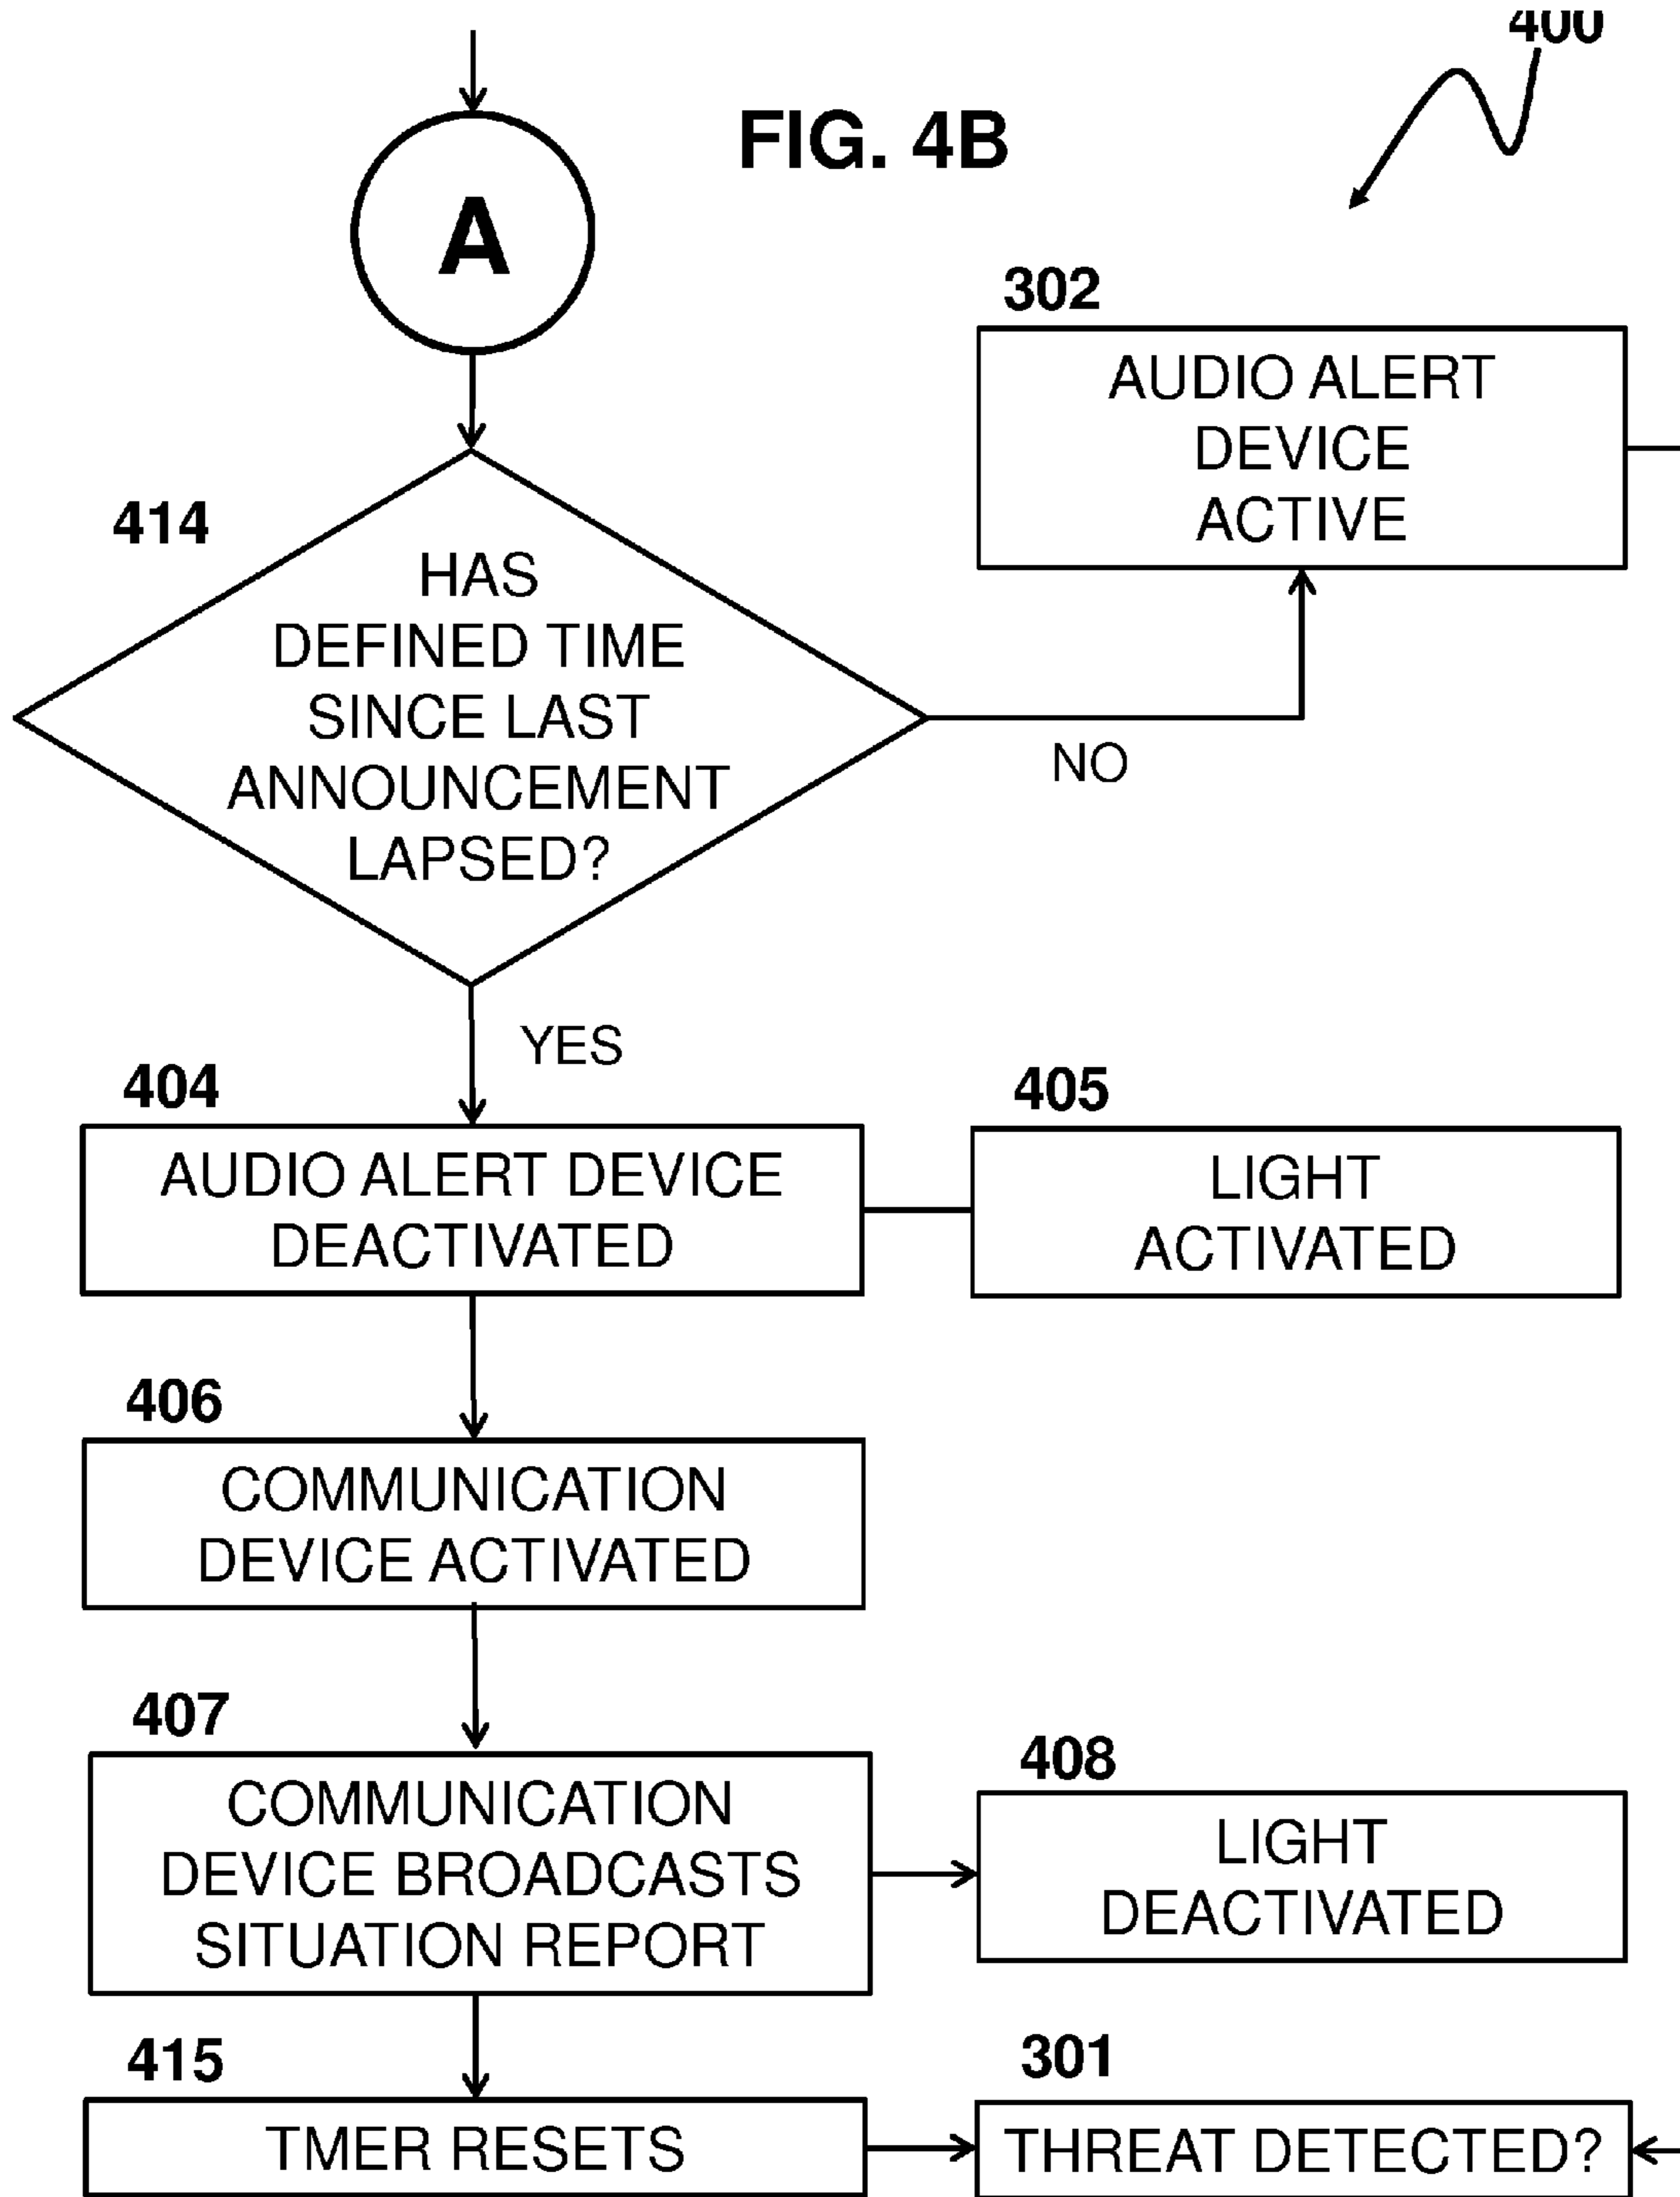 400
FIG. 4B
A
302
AUDIO ALERT
DEVICE
ACTIVE
414
HAS
DEFINED TIME
SINCE LAST
ANNOUNCEMENT
LAPSED?
NO
YES
404
AUDIO ALERT DEVICE
DEACTIVATED
405
LIGHT
ACTIVATED
406
COMMUNICATION
DEVICE ACTIVATED
407
COMMUNICATION
DEVICE BROADCASTS
SITUATION REPORT
408
LIGHT
DEACTIVATED
415
TMER RESETS
301
THREAT DETECTED?